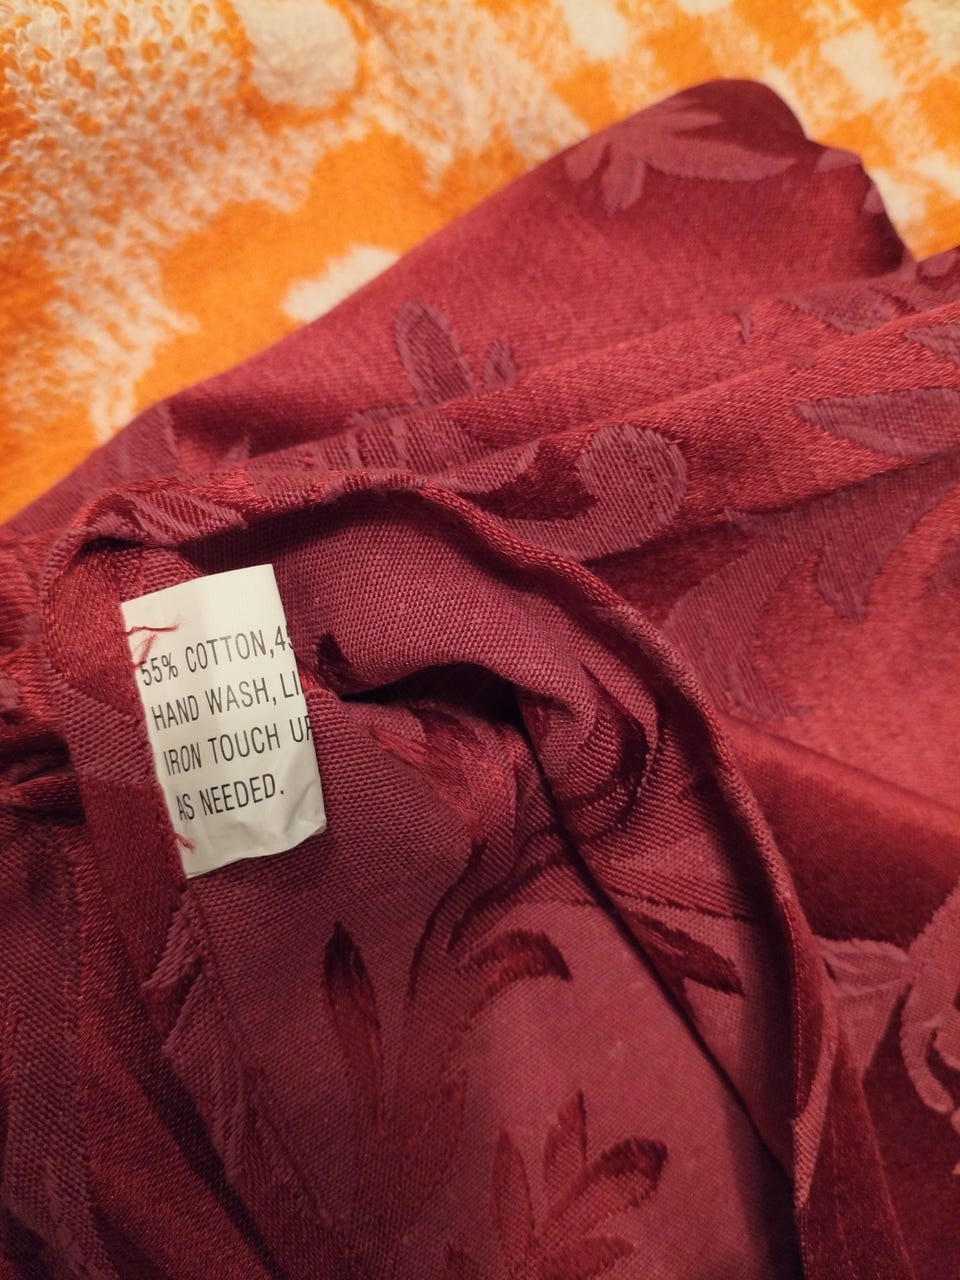 55% COTTON,45
HAND WASH, LI
IRON TOUCH UP
AS NEEDED.